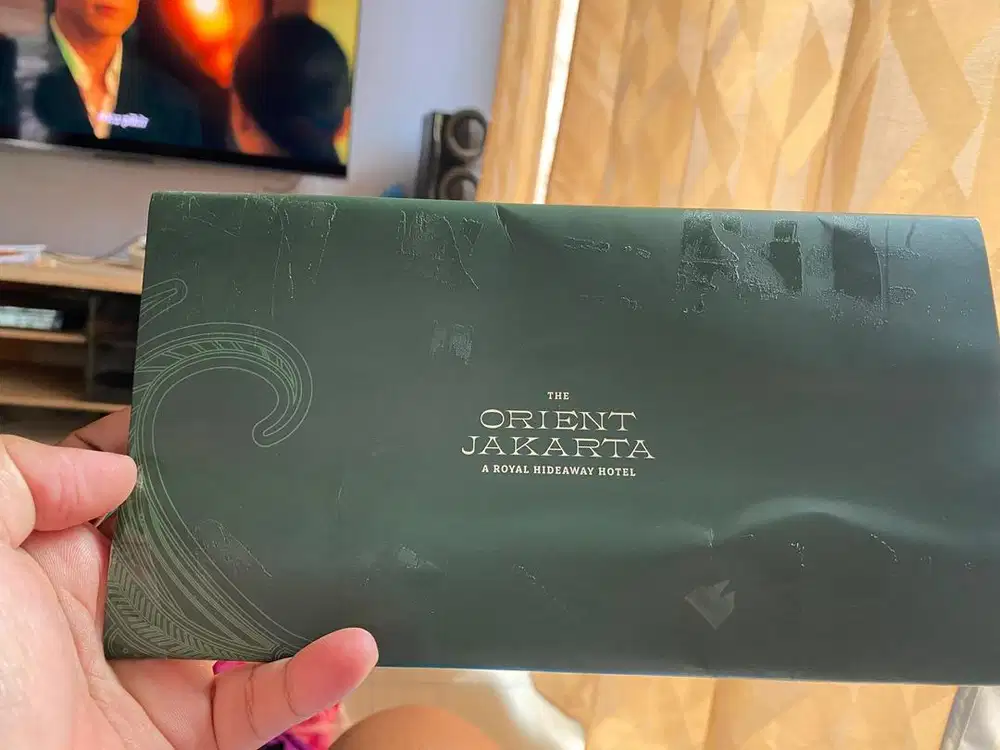 THE
ORIENT
JAKARTA
A ROYAL HIDEAWAY HOTEL